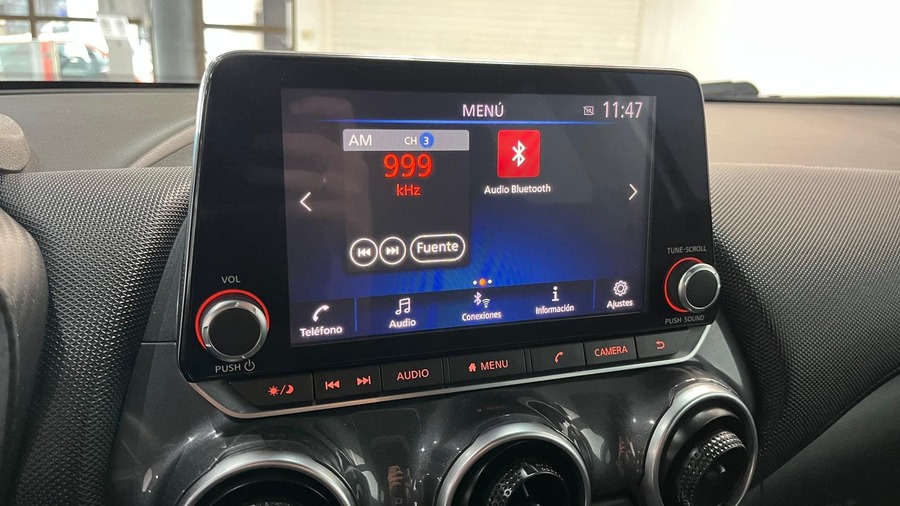 MENÚ
11:47
AM CH 3
999
kHz
Fuente
Audio Bluetooth
Teléfono
Audio
Conexiones
Información
Ajustes
VOL
PUSH
TUNE·SCROLL
PUSH SOUND
AUDIO
MENU
CAMERA